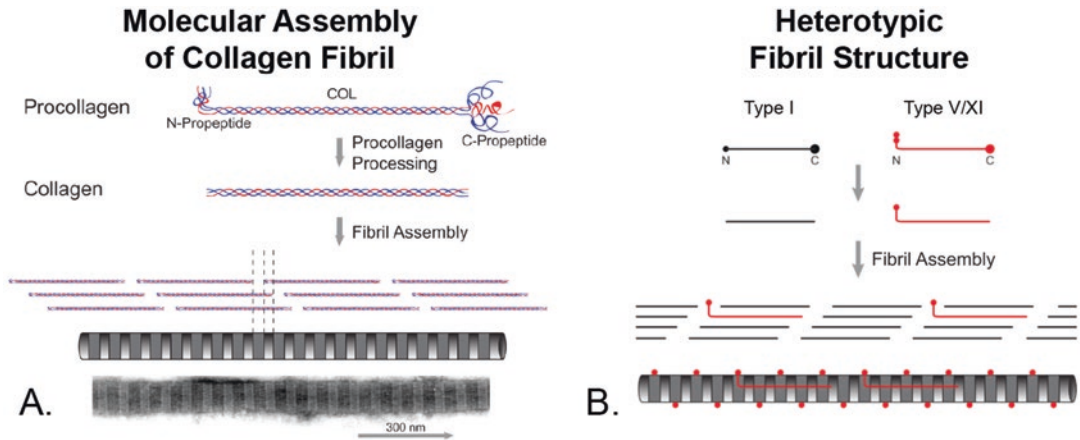 Molecular Assembly
of Collagen Fibril
Procollagen
COL
N-Propeptide
C-Propeptide
Procollagen
Processing
Collagen
Fibril Assembly
300 nm
A.
Heterotypic
Fibril Structure
Type I
Type V/XI
N
C
N
C
Fibril Assembly
B.